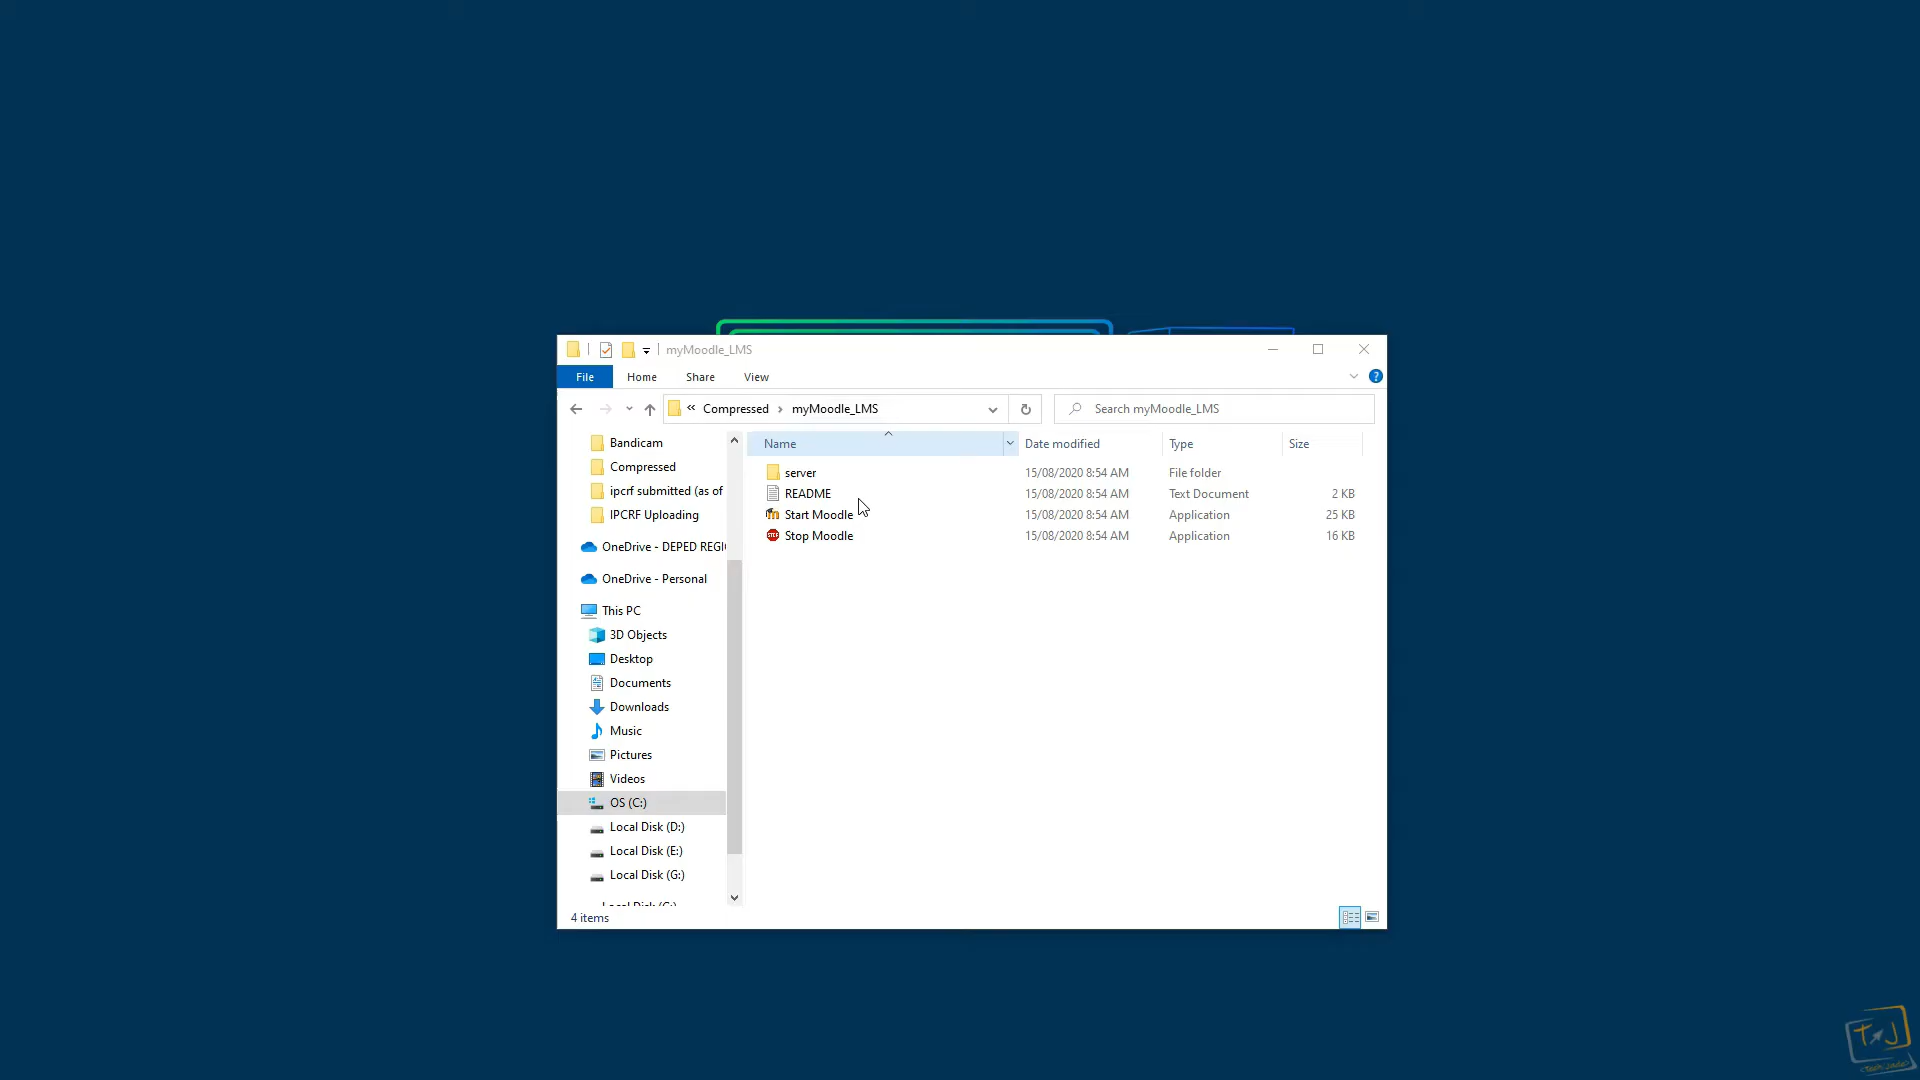 myMoodle_LMS
File Home Share View
« Compressed > myMoodle_LMS
Search myMoodle_LMS
Name Date modified Type Size
server 15/08/2020 8:54 AM File folder
README 15/08/2020 8:54 AM Text Document 2 KB
Start Moodle 15/08/2020 8:54 AM Application 25 KB
Stop Moodle 15/08/2020 8:54 AM Application 16 KB
Bandicam
Compressed
ipcrf submitted (as of
IPCRF Uploading
OneDrive - DEPED REGI
OneDrive - Personal
This PC
3D Objects
Desktop
Documents
Downloads
Music
Pictures
Videos
OS (C:)
Local Disk (D:)
Local Disk (E:)
Local Disk (G:)
Local Disk (G:)
4 items
TJ